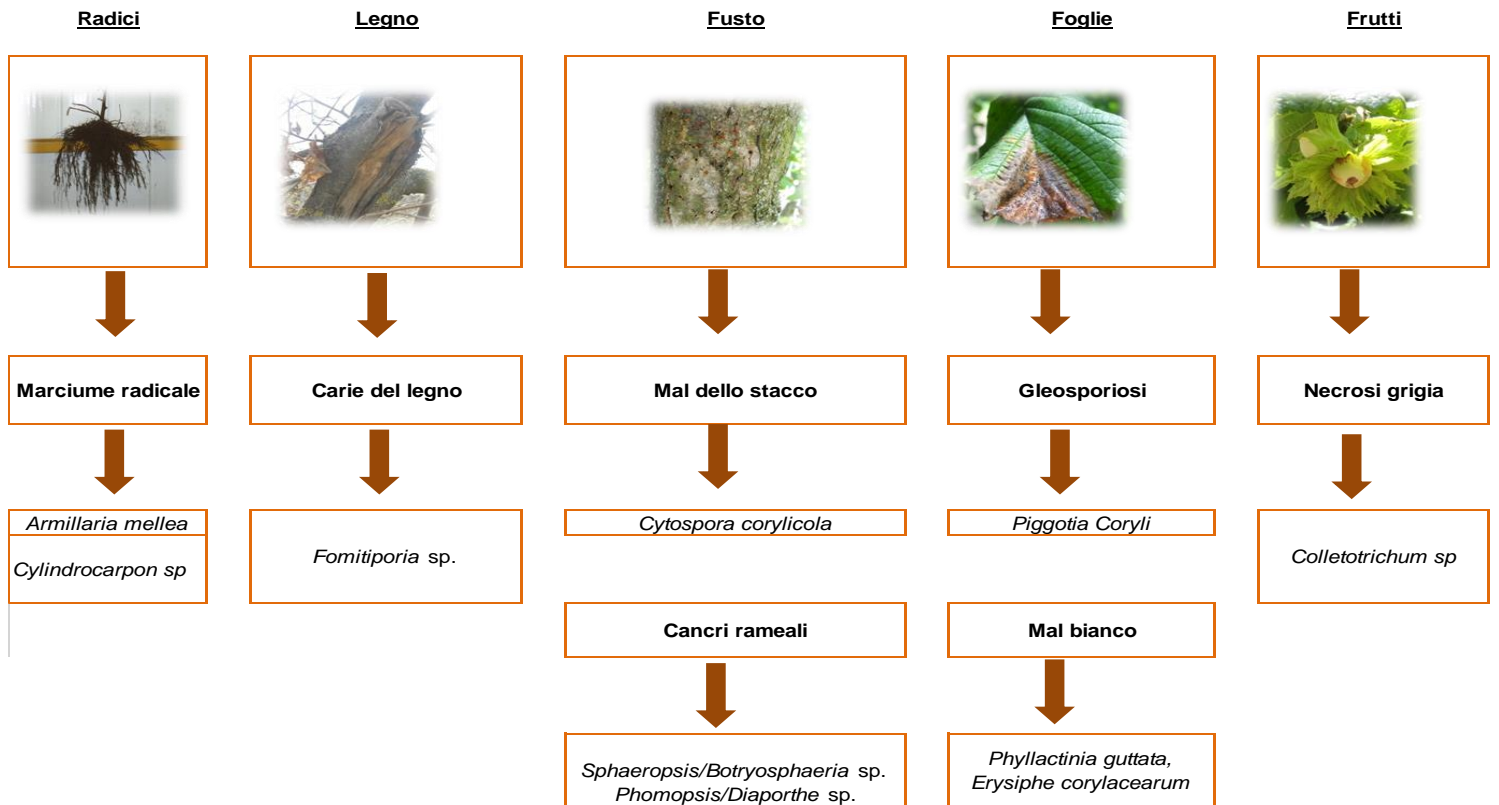 Radici
Legno
Fusto
Foglie
Frutti
Marciume radicale
Carie del legno
Mal dello stacco
Gleosporiosi
Necrosi grigia
Armillaria mellea
Cylindrocarpon sp
Fomitiporia sp.
Cytospora corylicola
Piggotia Coryli
Colletotrichum sp
Cancri rameali
Mal bianco
Sphaeropsis/Botryosphaeria sp.
Phomopsis/Diaporthe sp.
Phyllactinia guttata,
Erysiphe corylacearum